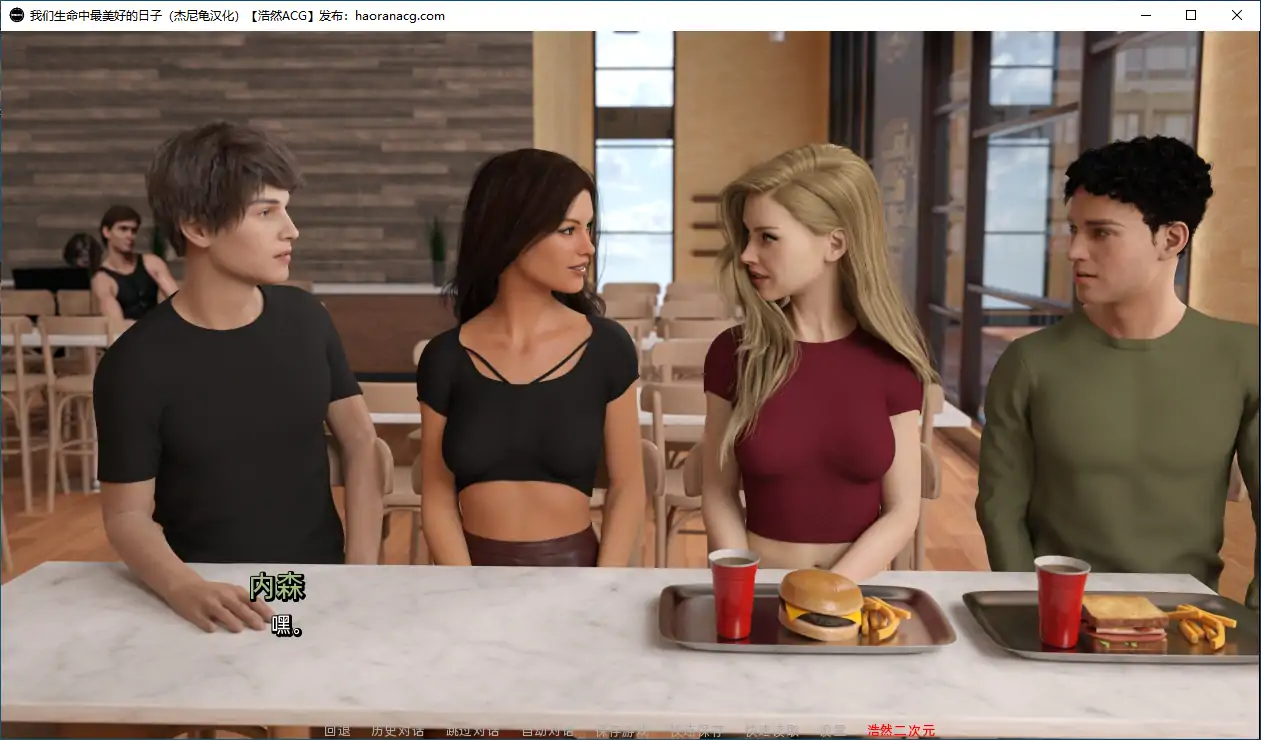 我们生命中最美好的日子（杰尼龟汉化）【浩然ACG】发布：haoranacg.com
内森
嘿。
回退 历史对话 跳过对话 自动对话 保存游戏 快速保存 快速读取 设置 浩然二次元